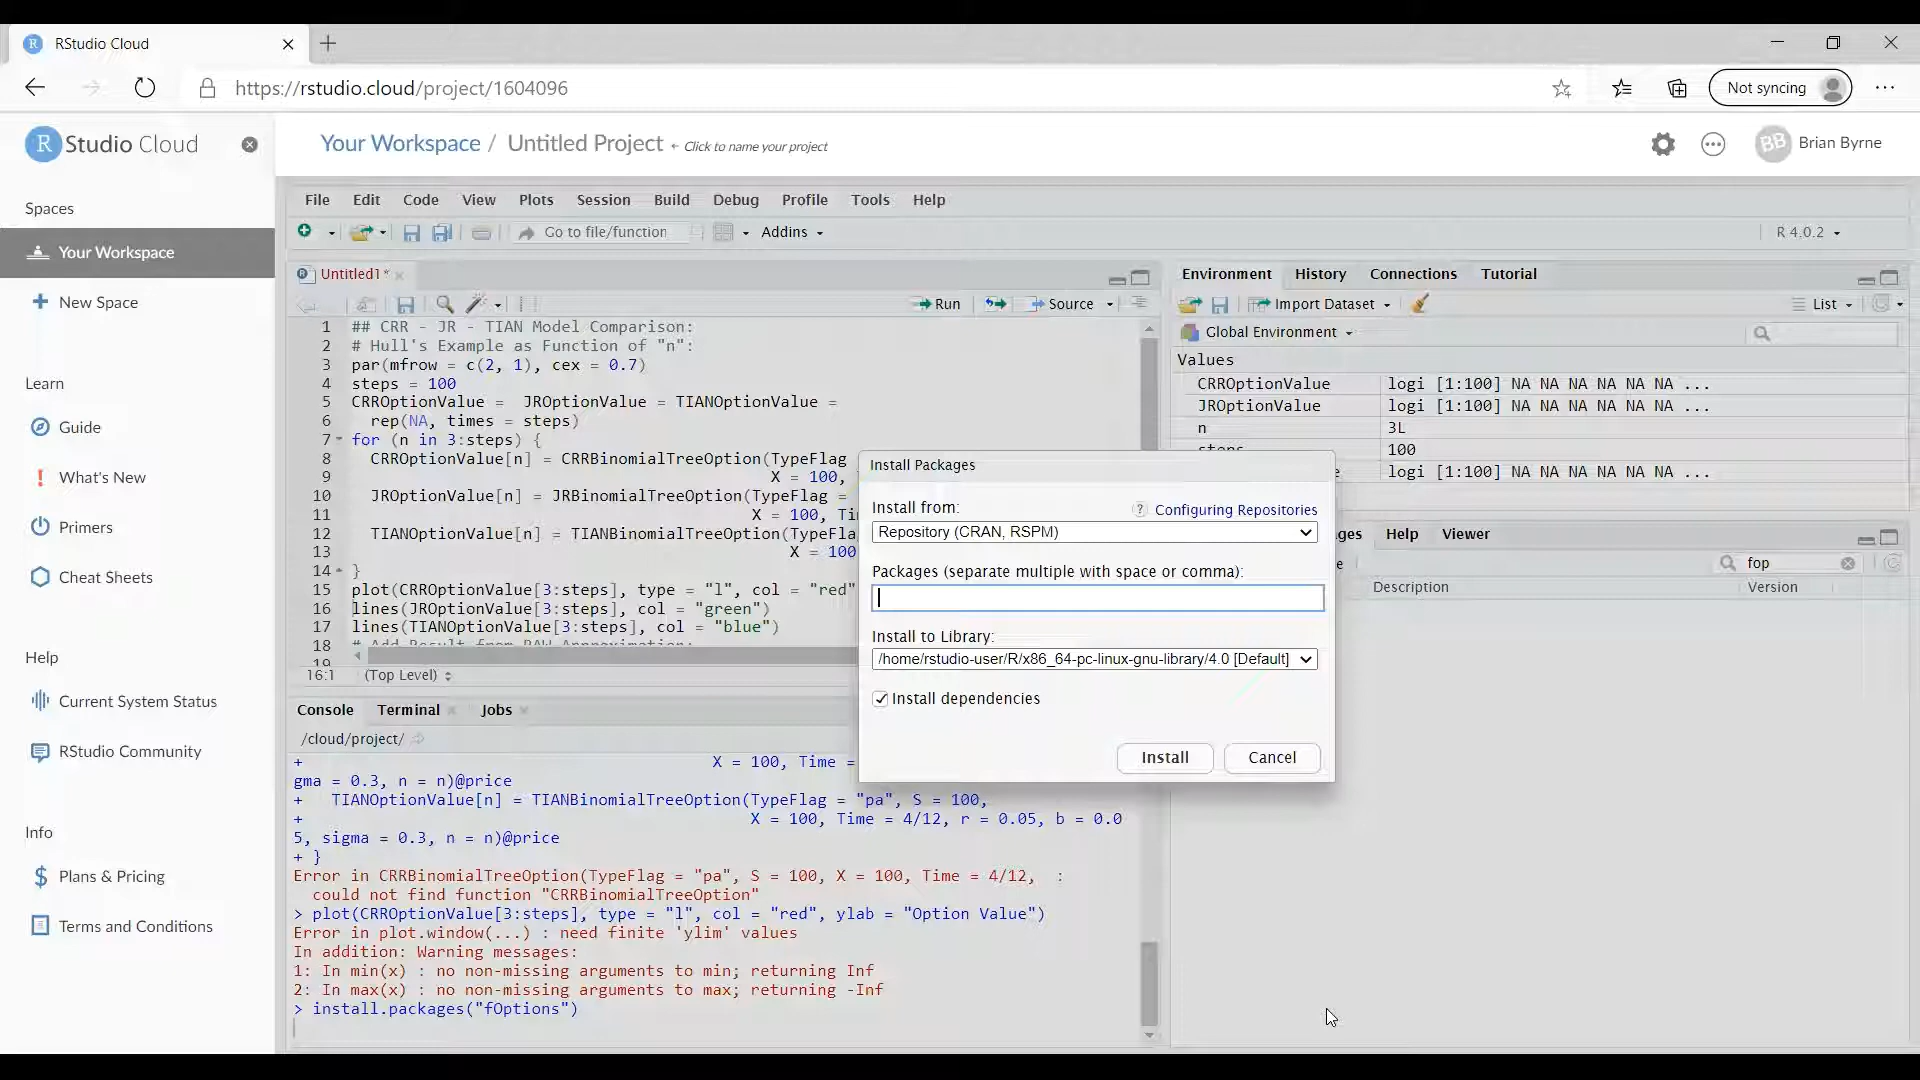 RStudio Cloud
https://rstudio.cloud/project/1604096
Not syncing
R Studio Cloud
Your Workspace / Untitled Project ← Click to name your project
BB Brian Byrne
Spaces
Your Workspace
New Space
Learn
Guide
What's New
Primers
Cheat Sheets
Help
Current System Status
RStudio Community
Info
Plans & Pricing
Terms and Conditions
File Edit Code View Plots Session Build Debug Profile Tools Help
Go to file/function Addins R 4.0.2
Untitled1*
Run Source
1 ## CRR - JR - TIAN Model Comparison:
2 # Hull's Example as Function of "n":
3 par(mfrow = c(2, 1), cex = 0.7)
4 steps = 100
5 CRROptionValue =  JROptionValue = TIANOptionValue =
6 rep(NA, times = steps)
7 for (n in 3:steps) {
8 CRROptionValue[n] = CRRBinomialTreeOption(TypeFlag
9 X = 100,
10 JROptionValue[n] = JRBinomialTreeOption(TypeFlag =
11 X = 100, Ti
12 TIANOptionValue[n] = TIANBinomialTreeOption(TypeFla
13 X = 100
14 }
15 plot(CRROptionValue[3:steps], type = "l", col = "red"
16 lines(JROptionValue[3:steps], col = "green")
17 lines(TIANOptionValue[3:steps], col = "blue")
18 # Add Result from BAW Approximation:
19
16:1 (Top Level)
Console Terminal Jobs
/cloud/project/
+ X = 100, Time =
gma = 0.3, n = n)@price
+ TIANOptionValue[n] = TIANBinomialTreeOption(TypeFlag = "pa", S = 100,
+ X = 100, Time = 4/12, r = 0.05, b = 0.0
5, sigma = 0.3, n = n)@price
+ }
Error in CRRBinomialTreeOption(TypeFlag = "pa", S = 100, X = 100, Time = 4/12,  :
could not find function "CRRBinomialTreeOption"
> plot(CRROptionValue[3:steps], type = "l", col = "red", ylab = "Option Value")
Error in plot.window(...) : need finite 'ylim' values
In addition: Warning messages:
1: In min(x) : no non-missing arguments to min; returning Inf
2: In max(x) : no non-missing arguments to max; returning -Inf
> install.packages("fOptions")
Environment History Connections Tutorial
Import Dataset List
Global Environment
Values
CRROptionValue logi [1:100] NA NA NA NA NA NA ...
JROptionValue logi [1:100] NA NA NA NA NA NA ...
n 3L
steps 100
e logi [1:100] NA NA NA NA NA NA ...
ges Help Viewer
e fop
Description Version
Install Packages
Install from: ? Configuring Repositories
Repository (CRAN, RSPM)
Packages (separate multiple with space or comma):
Install to Library:
/home/rstudio-user/R/x86_64-pc-linux-gnu-library/4.0 [Default]
Install dependencies
Install Cancel